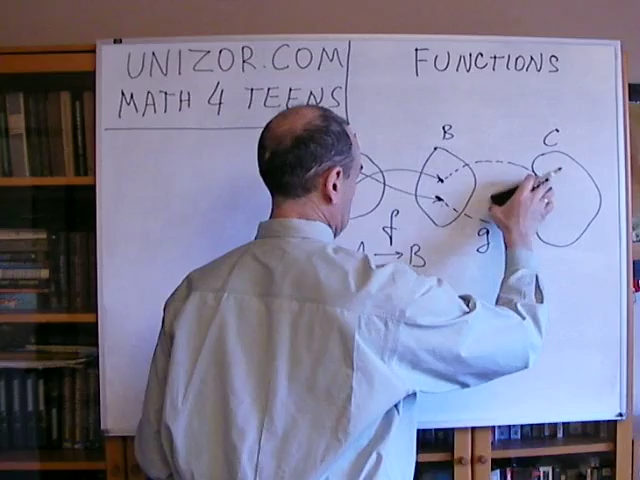 UNIZOR.COM
MATH 4 TEENS
FUNCTIONS
B
C
f
g
A → B